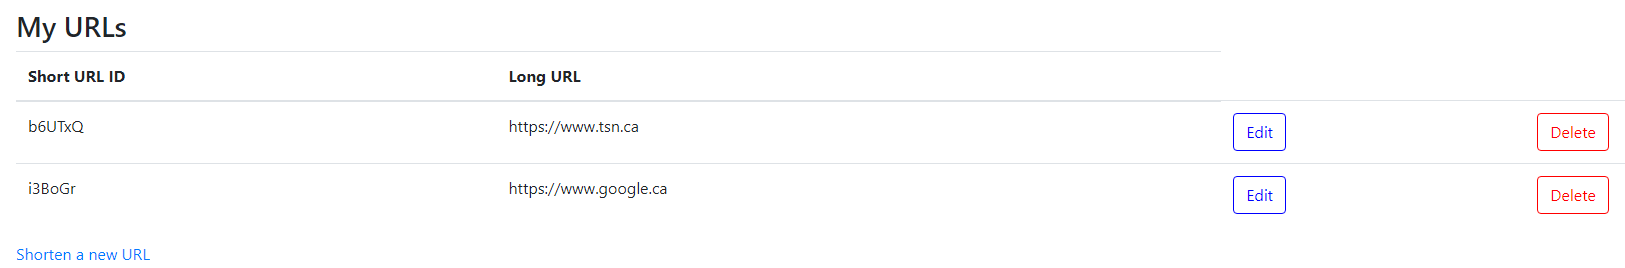 My URLs
Short URL ID Long URL
b6UTxQ https://www.tsn.ca Edit Delete
i3BoGr https://www.google.ca Edit Delete
Shorten a new URL